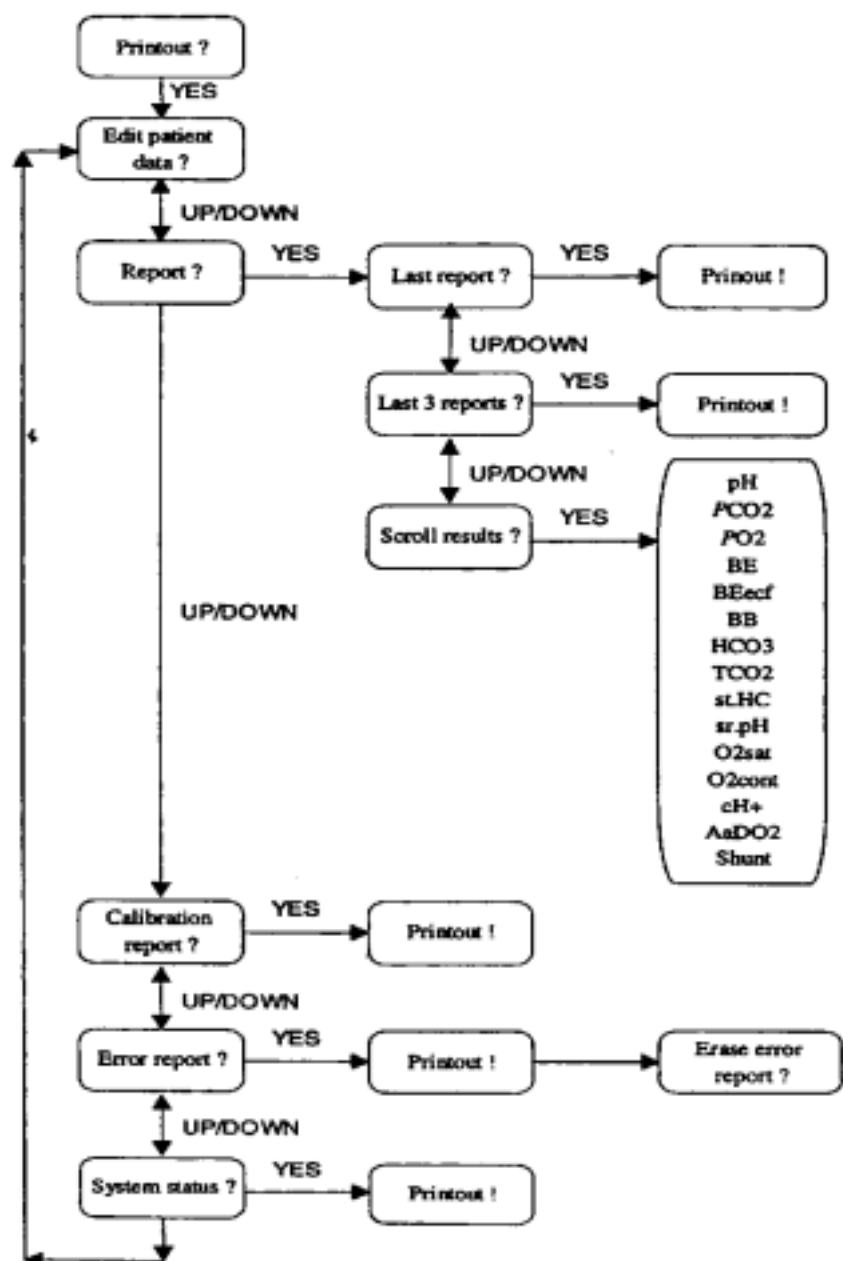 Printout ?
YES
Edit patient
data ?
UP/DOWN
Report ?
YES
Last report ?
YES
Prinout !
UP/DOWN
Last 3 reports ?
YES
Printout !
UP/DOWN
Scroll results ?
YES
pH
PCO2
PO2
BE
BEecf
BB
HCO3
TCO2
st.HC
sr.pH
O2sat
O2cont
cH+
AaDO2
Shunt
UP/DOWN
Calibration
report ?
YES
Printout !
UP/DOWN
Error report ?
YES
Printout !
Erase error
report ?
UP/DOWN
System status ?
YES
Printout !